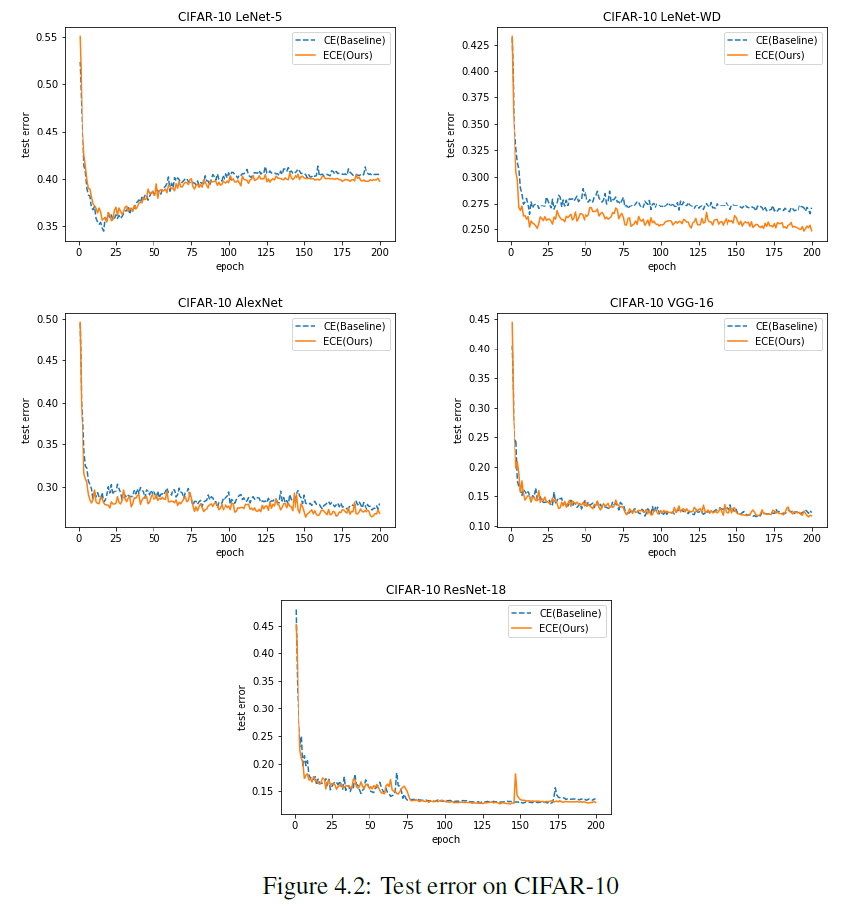 CIFAR-10 LeNet-5
CE(Baseline)
ECE(Ours)
test error
0.55
0.50
0.45
0.40
0.35
0 25 50 75 100 125 150 175 200
epoch
CIFAR-10 LeNet-WD
CE(Baseline)
ECE(Ours)
test error
0.425
0.400
0.375
0.350
0.325
0.300
0.275
0.250
0 25 50 75 100 125 150 175 200
epoch
CIFAR-10 AlexNet
CE(Baseline)
ECE(Ours)
test error
0.50
0.45
0.40
0.35
0.30
0 25 50 75 100 125 150 175 200
epoch
CIFAR-10 VGG-16
CE(Baseline)
ECE(Ours)
test error
0.45
0.40
0.35
0.30
0.25
0.20
0.15
0.10
0 25 50 75 100 125 150 175 200
epoch
CIFAR-10 ResNet-18
CE(Baseline)
ECE(Ours)
test error
0.45
0.40
0.35
0.30
0.25
0.20
0.15
0 25 50 75 100 125 150 175 200
epoch
Figure 4.2: Test error on CIFAR-10